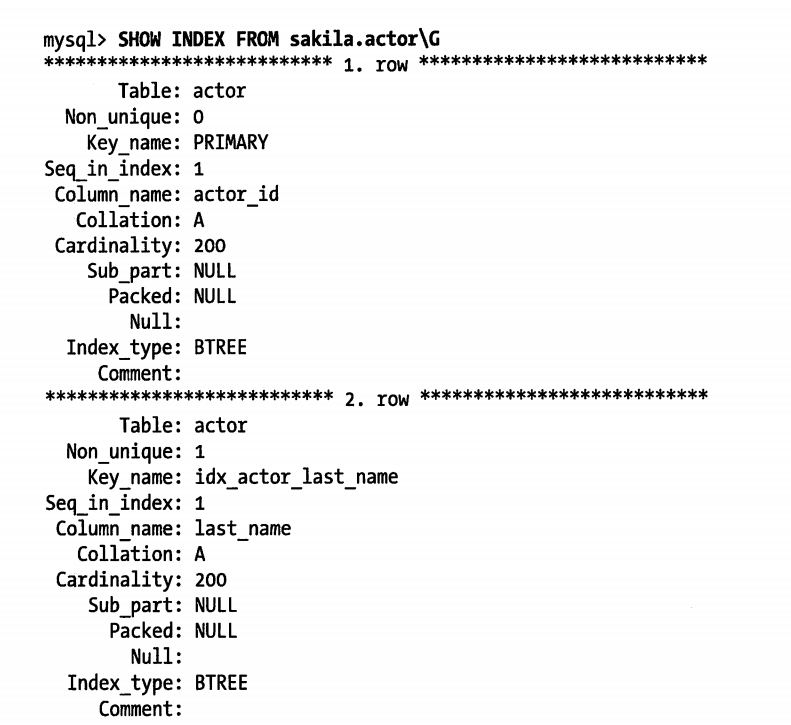 mysql> SHOW INDEX FROM sakila.actor\G
*************************** 1. row ***************************
Table: actor
Non_unique: 0
Key_name: PRIMARY
Seq_in_index: 1
Column_name: actor_id
Collation: A
Cardinality: 200
Sub_part: NULL
Packed: NULL
Null:
Index_type: BTREE
Comment:
*************************** 2. row ***************************
Table: actor
Non_unique: 1
Key_name: idx_actor_last_name
Seq_in_index: 1
Column_name: last_name
Collation: A
Cardinality: 200
Sub_part: NULL
Packed: NULL
Null:
Index_type: BTREE
Comment: